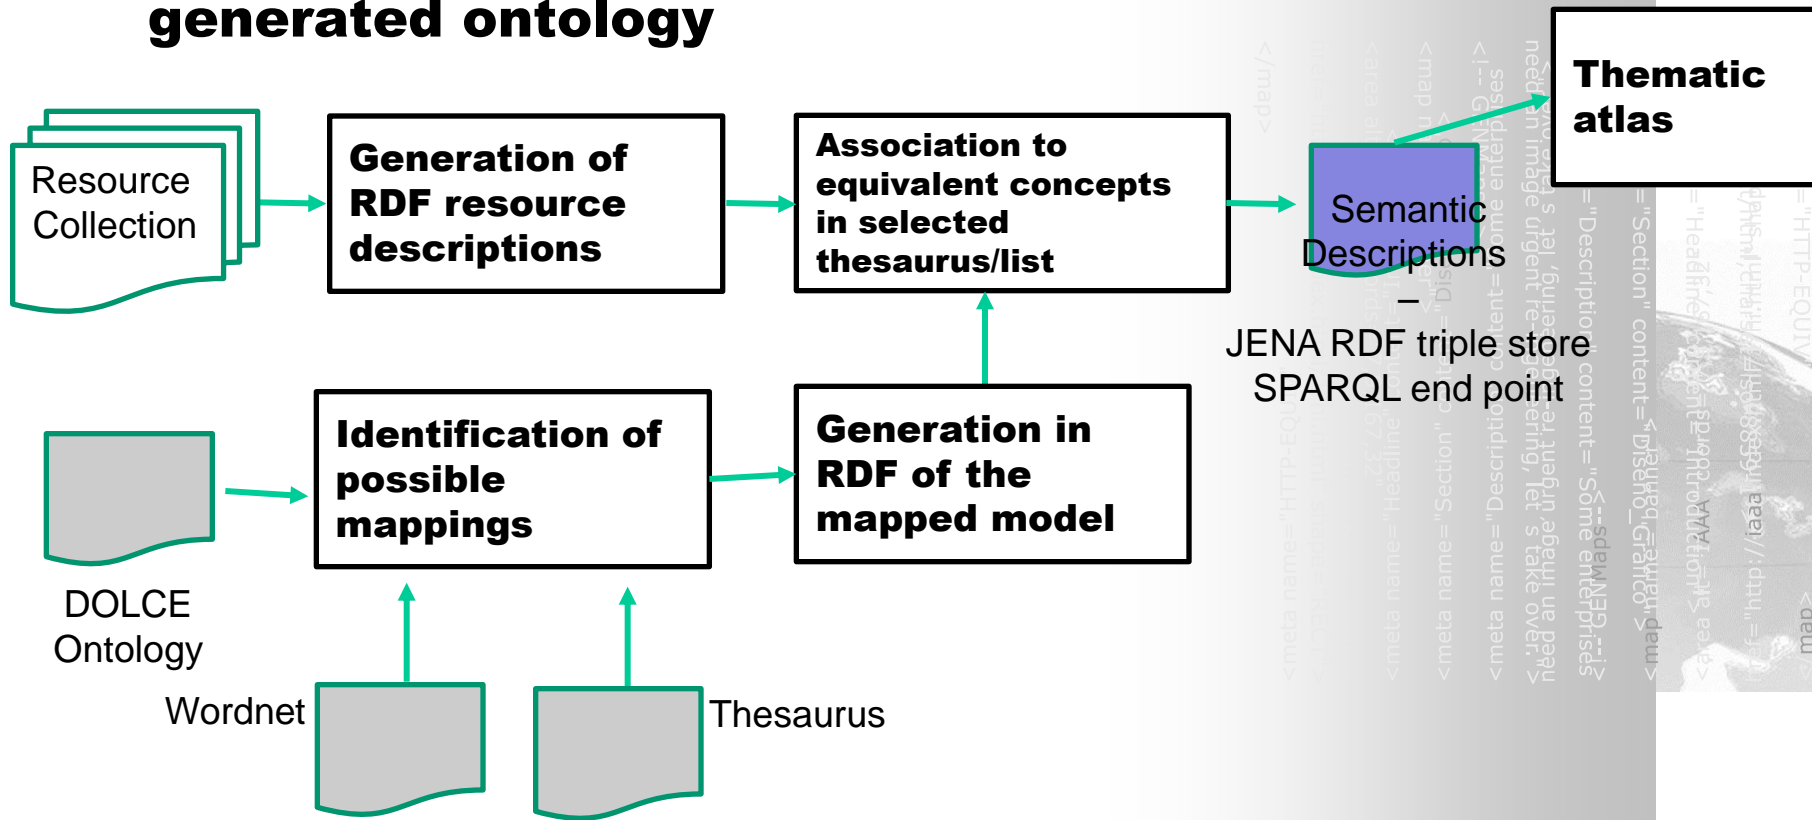 generated ontology
Thematic
atlas
Resource
Collection
Generation of
RDF resource
descriptions
Association to
equivalent concepts
in selected
thesaurus/list
Semantic
Descriptions
–
JENA RDF triple store
SPARQL end point
DOLCE
Ontology
Identification of
possible
mappings
Generation in
RDF of the
mapped model
Wordnet
Thesaurus